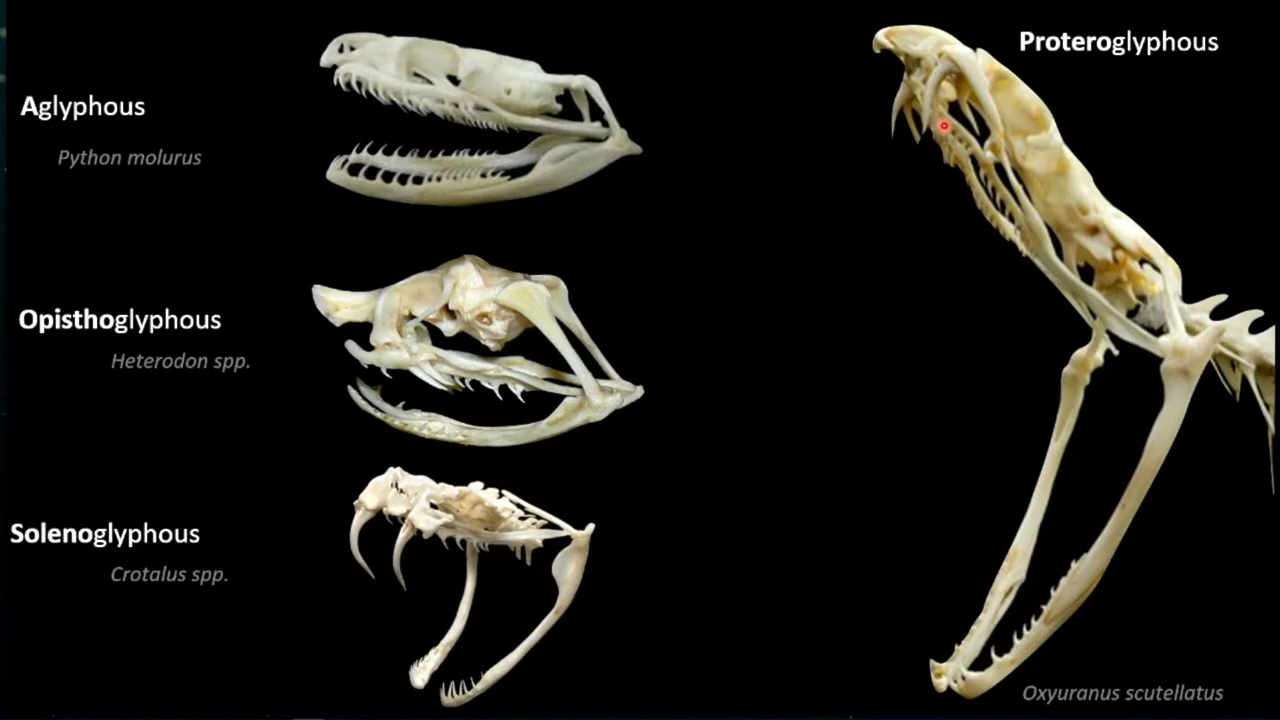 Aglyphous
Python molurus
Opisthoglyphous
Heterodon spp.
Solenoglyphous
Crotalus spp.
Proteroglyphous
Oxyuranus scutellatus